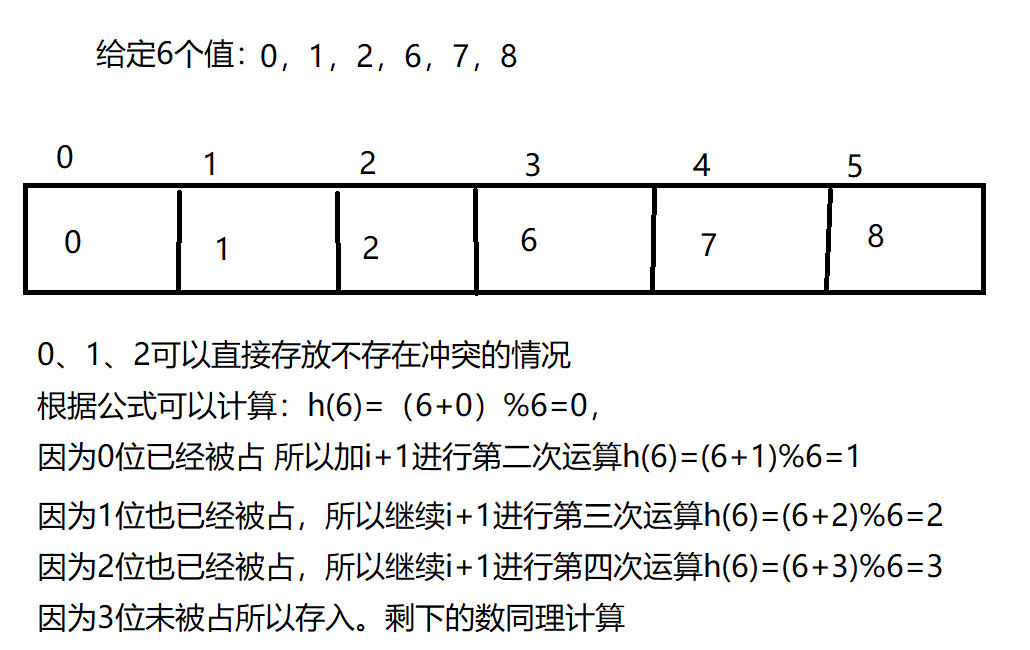 给定6个值：0，1，2，6，7，8
0 1 2 3 4 5
0 1 2 6 7 8
0、1、2可以直接存放不存在冲突的情况
根据公式可以计算：h(6)=（6+0）%6=0，
因为0位已经被占 所以加i+1进行第二次运算h(6)=(6+1)%6=1
因为1位也已经被占，所以继续i+1进行第三次运算h(6)=(6+2)%6=2
因为2位也已经被占，所以继续i+1进行第四次运算h(6)=(6+3)%6=3
因为3位未被占所以存入。剩下的数同理计算